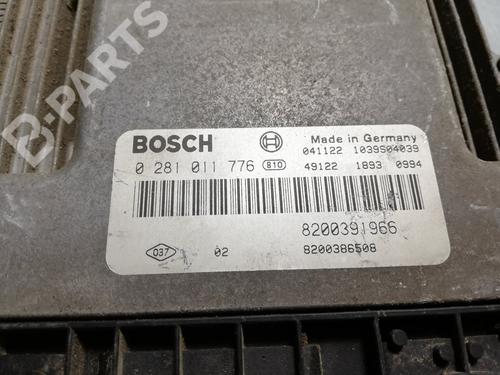 B-PARTS
BOSCH
Made in Germany
041122 1039S04039
0 281 011 776 810 49122 1893 0994
8200391966
037 02 8200386508